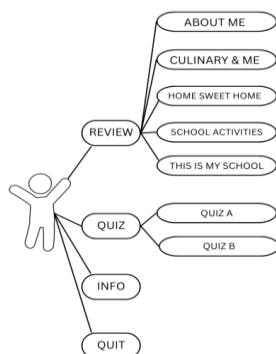 ABOUT ME
CULINARY & ME
HOME SWEET HOME
REVIEW
SCHOOL ACTIVITIES
THIS IS MY SCHOOL
QUIZ A
QUIZ
QUIZ B
INFO
QUIT